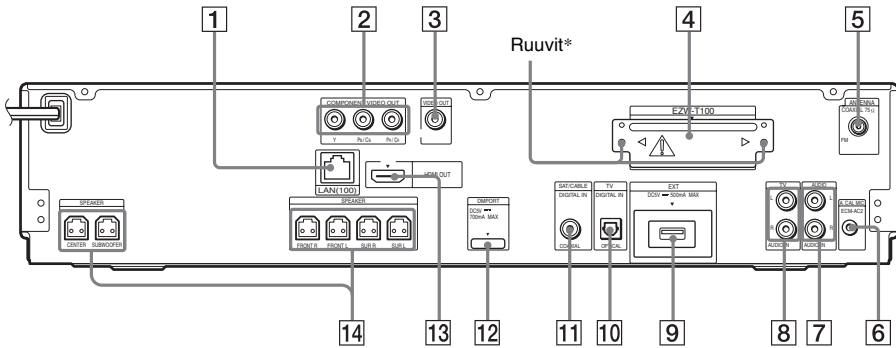 1
2
3
Ruuvit*
4
5
COMPONENT VIDEO OUT
Y
PB / CB
PR / CR
VIDEO OUT
EZW-T100
ANTENNA
COAXIAL 75Ω
FM
LAN(100)
HDMI OUT
SPEAKER
CENTER
SUBWOOFER
SPEAKER
FRONT R
FRONT L
SUR R
SUR L
DMPORT
DC5V
700mA MAX
SAT/CABLE
DIGITAL IN
COAXIAL
TV
DIGITAL IN
OPTICAL
EXT
DC5V 500mA MAX
TV
L
R
AUDIO IN
AUDIO
L
R
AUDIO IN
A. CAL MIC
ECM-AC2
14
13
12
11
10
9
8
7
6